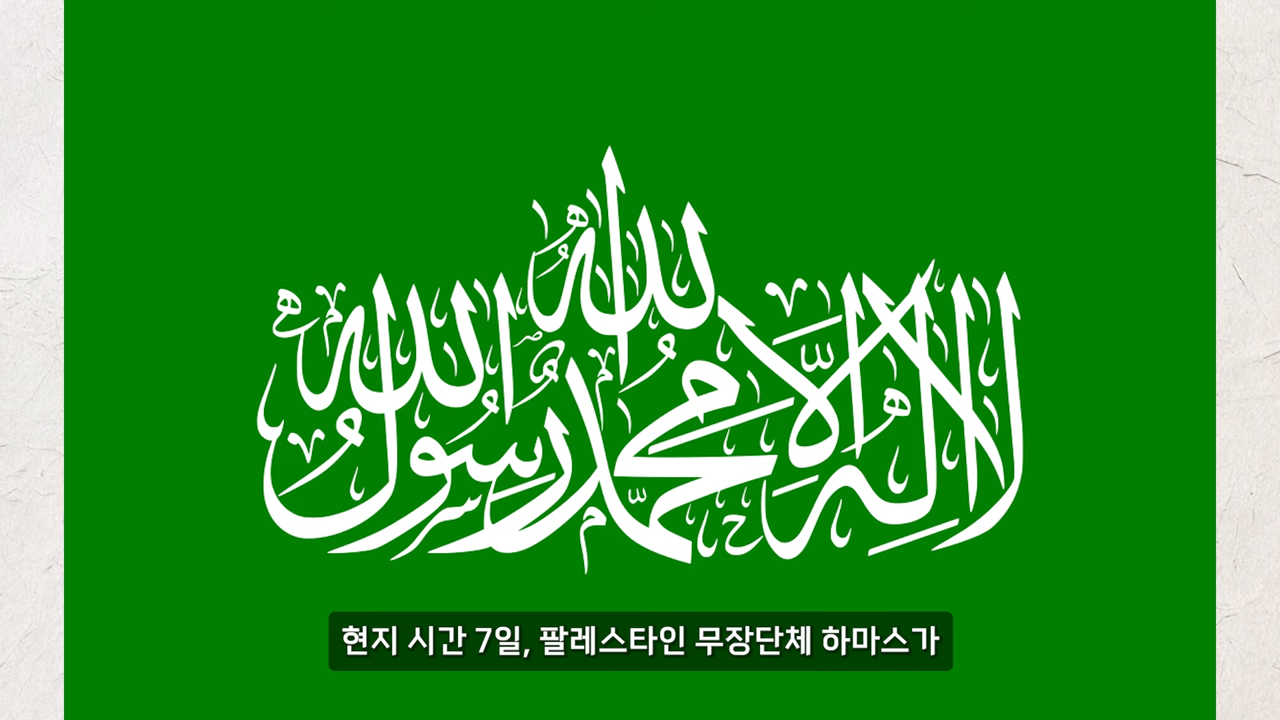 لا إله إلا الله محمد رسول الله
현지 시간 7일, 팔레스타인 무장단체 하마스가